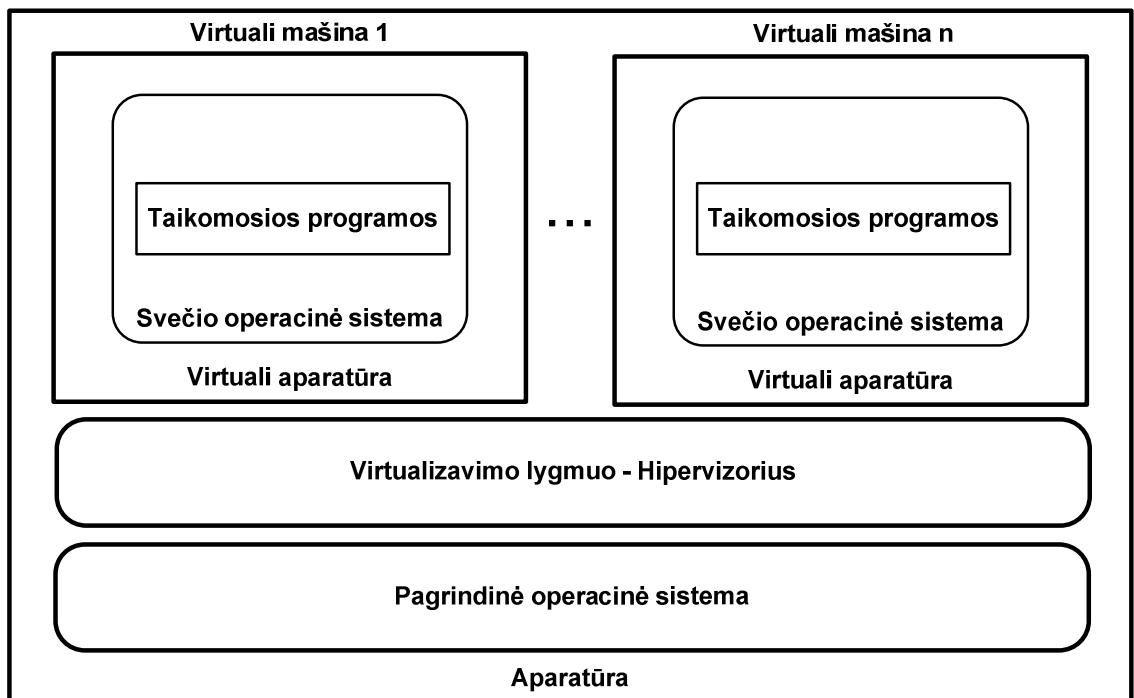 Virtuali mašina 1
Virtuali mašina n
Taikomosios programos
...
Taikomosios programos
Svečio operacinė sistema
Svečio operacinė sistema
Virtuali aparatūra
Virtuali aparatūra
Virtualizavimo lygmuo - Hipervizorius
Pagrindinė operacinė sistema
Aparatūra